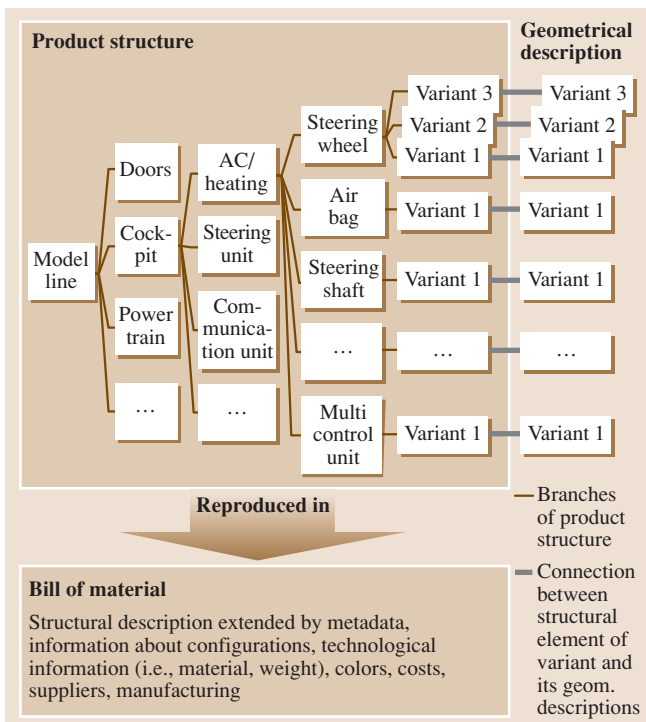 Product structure
Geometrical
description
Model
line
Doors
Cock-
pit
Power
train
…
AC/
heating
Steering
unit
Com-
munica-
tion unit
…
Steering
wheel
Air
bag
Steering
shaft
…
Multi
control
unit
Variant 3
Variant 2
Variant 1
Variant 1
Variant 1
…
Variant 1
Variant 3
Variant 2
Variant 1
Variant 1
Variant 1
…
Variant 1
Reproduced in
Branches
of product
structure
Connection
between
structural
element of
variant and
its geom.
descriptions
Bill of material
Structural description extended by metadata,
information about configurations, technological
information (i.e., material, weight), colors, costs,
suppliers, manufacturing